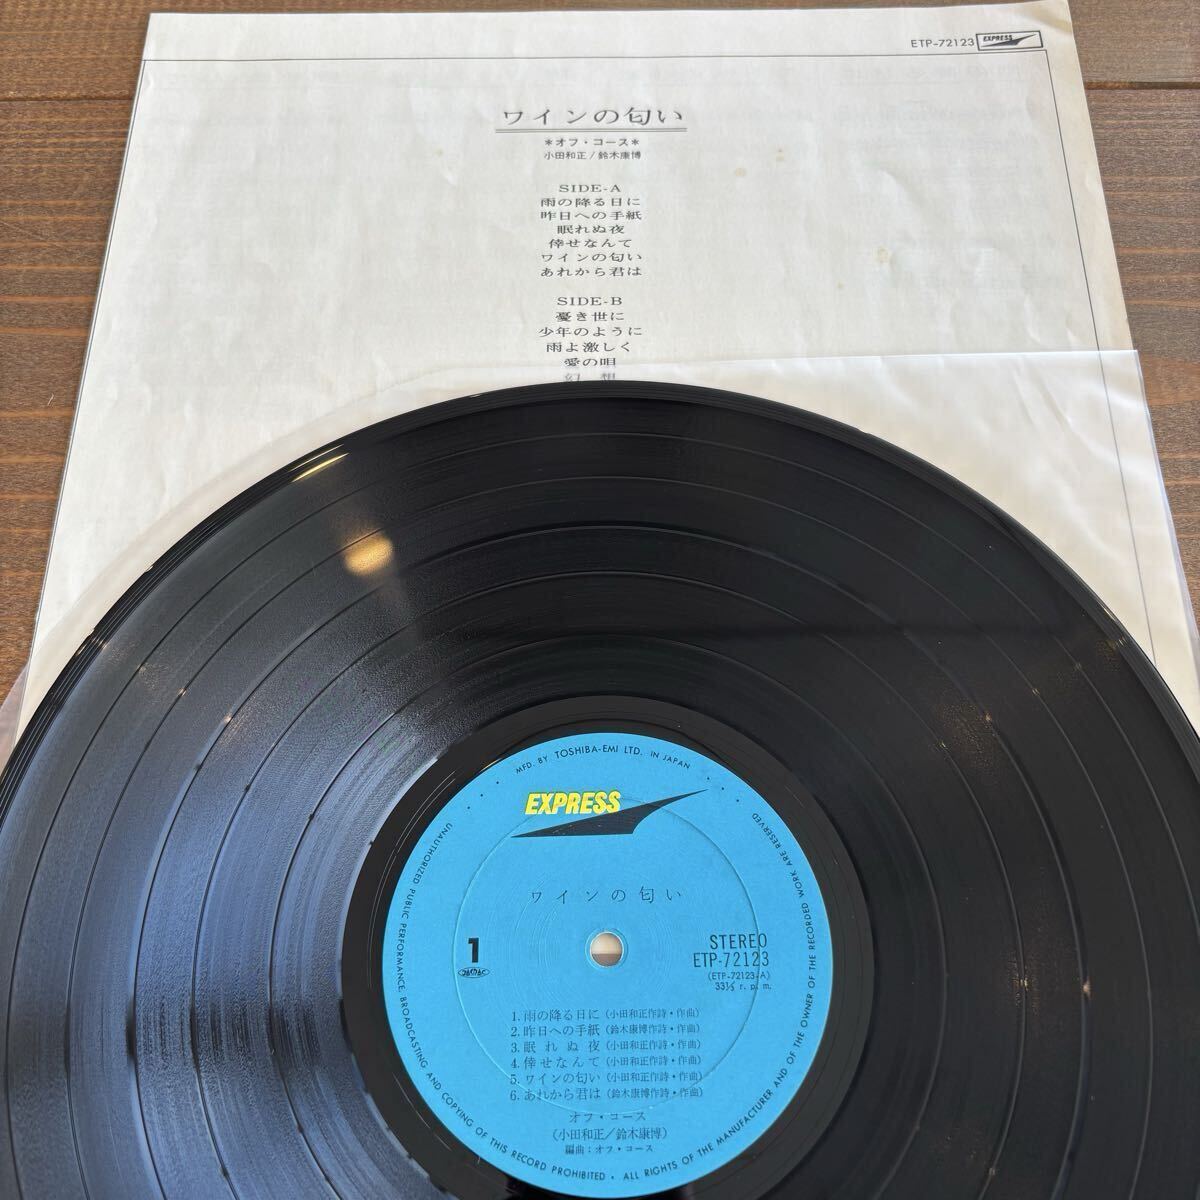 ETP-72123 EXPRESS
ワインの匂い
*オフ・コース*
小田和正/鈴木康博
SIDE-A
雨の降る日に
昨日への手紙
眠れぬ夜
倖せなんて
ワインの匂い
あれから君は
SIDE-B
憂き世に
少年のように
雨よ激しく
愛の唄
幻想
MFD. BY TOSHIBA-EMI LTD. IN JAPAN
EXPRESS
ワインの匂い
1
STEREO
ETP-72123
(ETP-72123-A)
33⅓ r. p. m.
1. 雨の降る日に (小田和正作詩・作曲)
2. 昨日への手紙 (鈴木康博作詩・作曲)
3. 眠れぬ夜 (小田和正作詩・作曲)
4. 倖せなんて (小田和正作詩・作曲)
5. ワインの匂い (小田和正作詩・作曲)
6. あれから君は (鈴木康博作詩・作曲)
オフ・コース
(小田和正/鈴木康博)
編曲:オフ・コース
UNAUTHORIZED PUBLIC PERFORMANCE, BROADCASTING AND COPYING OF THIS RECORD PROHIBITED • ALL RIGHTS OF THE MANUFACTURER AND OF THE OWNER OF THE RECORDED WORK ARE RESERVED